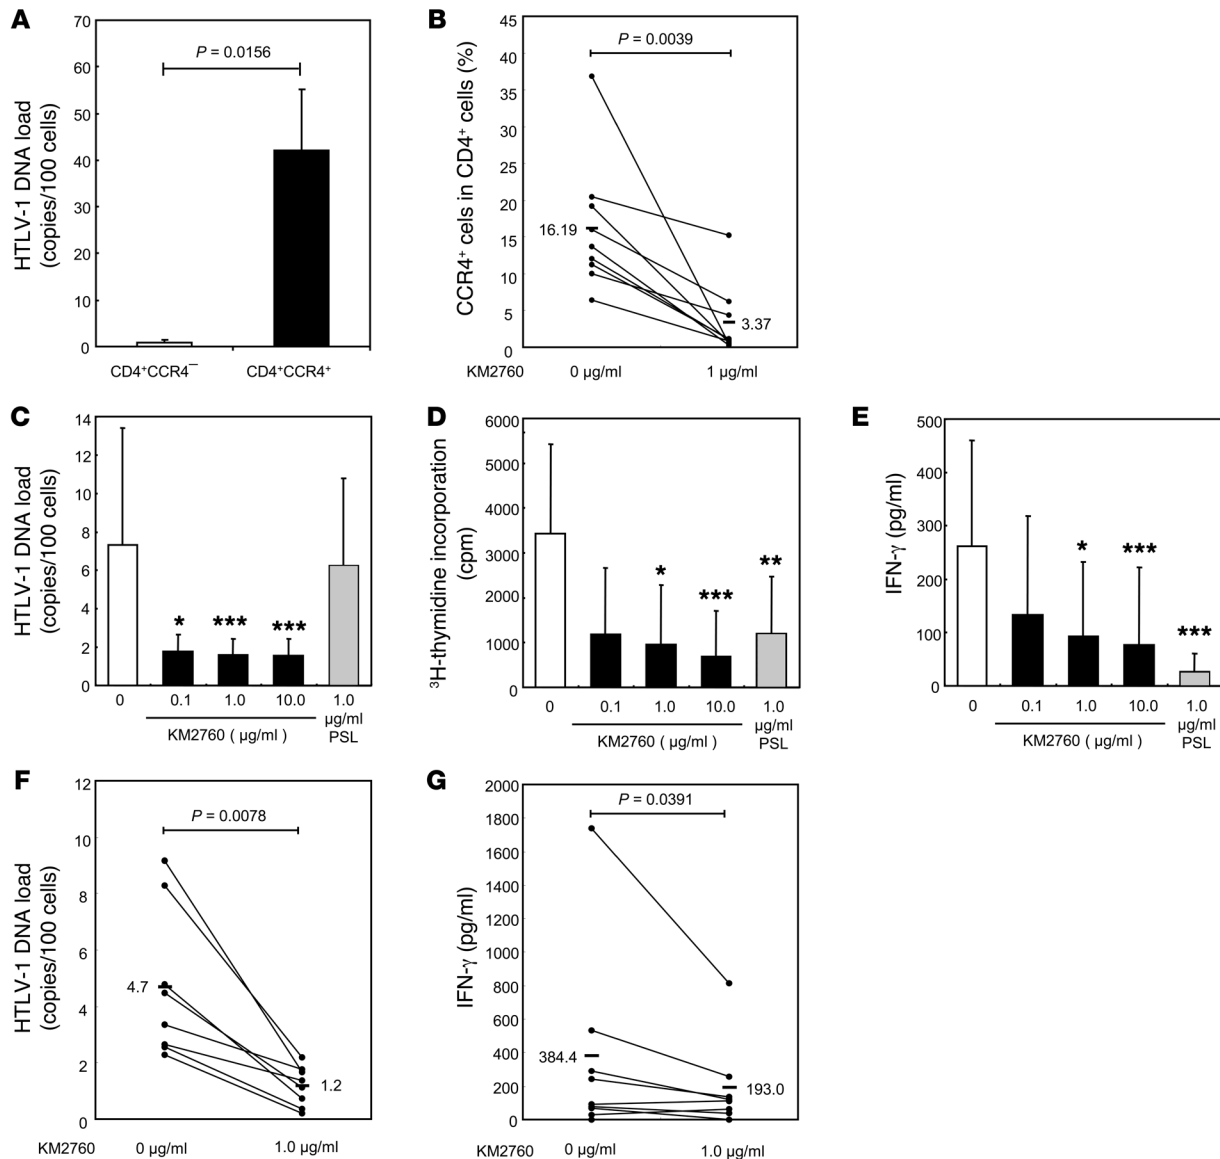 A
HTLV-1 DNA load
(copies/100 cells)
70
60
50
40
30
20
10
0
P = 0.0156
CD4⁺CCR4⁻
CD4⁺CCR4⁺
B
CCR4⁺ cels in CD4⁺ cells (%)
45
40
35
30
25
20
15
10
5
0
P = 0.0039
16.19
3.37
KM2760
0 µg/ml
1 µg/ml
C
HTLV-1 DNA load
(copies/100 cells)
14
12
10
8
6
4
2
0
*
***
***
0
0.1
1.0
10.0
1.0
µg/ml
PSL
KM2760 ( µg/ml )
D
³H-thymidine incorporation
(cpm)
6000
5000
4000
3000
2000
1000
0
*
***
**
0
0.1
1.0
10.0
1.0
µg/ml
PSL
KM2760 ( µg/ml )
E
IFN-γ (pg/ml)
500
400
300
200
100
0
*
***
***
0
0.1
1.0
10.0
1.0
µg/ml
PSL
KM2760 ( µg/ml )
F
HTLV-1 DNA load
(copies/100 cells)
12
10
8
6
4
2
0
P = 0.0078
4.7
1.2
KM2760
0 µg/ml
1.0 µg/ml
G
IFN-γ (pg/ml)
2000
1800
1600
1400
1200
1000
800
600
400
200
0
P = 0.0391
384.4
193.0
KM2760
0 µg/ml
1.0 µg/ml